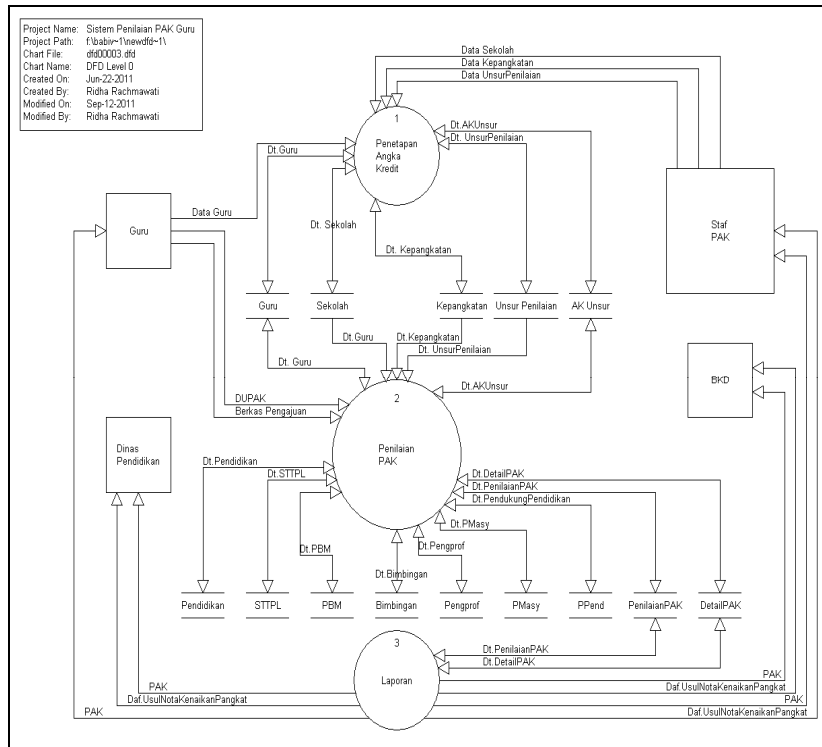 Project Name: Sistem Penilaian PAK Guru
Project Path: f:\babiv~1\newdfd~1\
Chart File: dfd00003.dfd
Chart Name: DFD Level 0
Created On: Jun-22-2011
Created By: Ridha Rachmawati
Modified On: Sep-12-2011
Modified By: Ridha Rachmawati
Data Sekolah
Data Kepangkatan
Data UnsurPenilaian
1
Penetapan
Angka
Kredit
Dt.AKUnsur
Dt. UnsurPenilaian
Dt.Guru
Data Guru
Dt. Sekolah
Dt. Kepangkatan
Guru
Staf
PAK
Guru
Sekolah
Kepangkatan
Unsur Penilaian
AK Unsur
Dt.Guru
Dt.Kepangkatan
Dt. UnsurPenilaian
Dt. Guru
Dt.AKUnsur
BKD
DUPAK
Berkas Pengajuan
2
Penilaian
PAK
Dinas
Pendidikan
Dt.Pendidikan
Dt.STTPL
Dt.PBM
Dt.Bimbingan
Dt.Pengprof
Dt.PMasy
Dt.PendukungPendidikan
Dt.PenilaianPAK
Dt.DetailPAK
Pendidikan
STTPL
PBM
Bimbingan
Pengprof
PMasy
PPend
PenilaianPAK
DetailPAK
3
Laporan
Dt.PenilaianPAK
Dt.DetailPAK
PAK
Daf.UsulNotaKenaikanPangkat
PAK
PAK
Daf.UsulNotaKenaikanPangkat
PAK
Daf.UsulNotaKenaikanPangkat